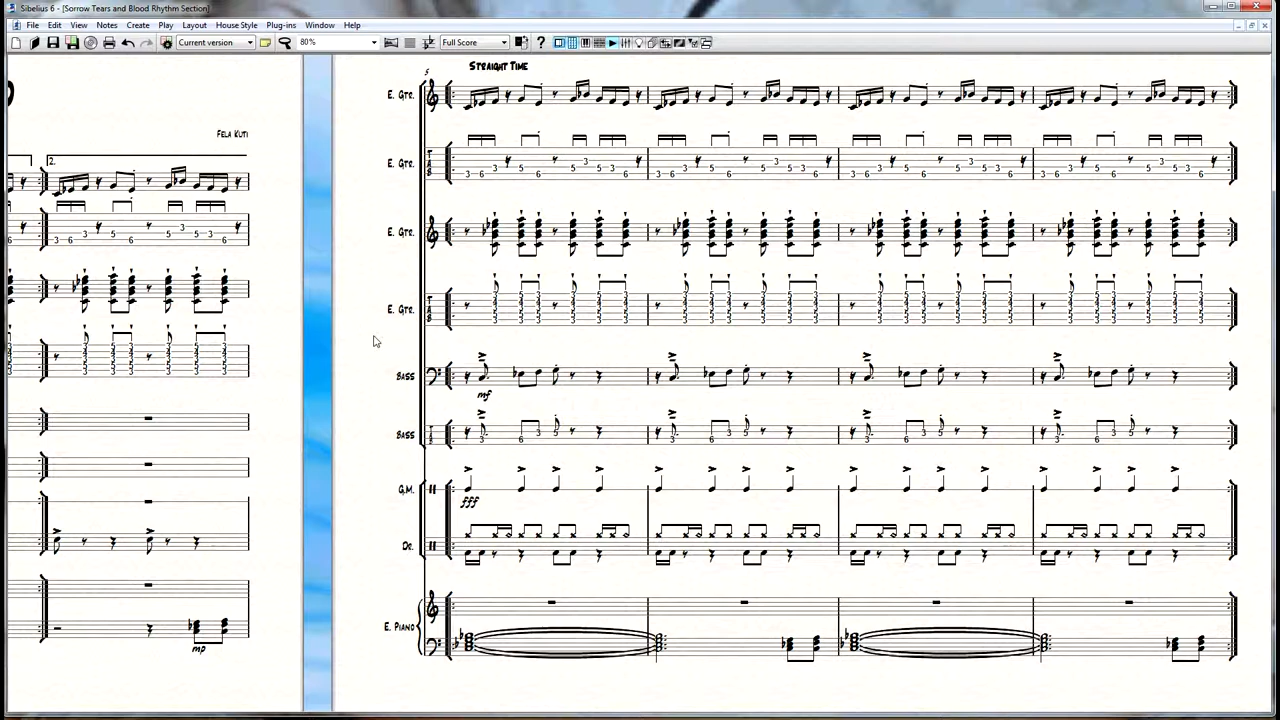 Sibelius 6 - [Sorrow Tears and Blood Rhythm Section]
File Edit View Notes Create Play Layout House Style Plug-ins Window Help
Current version 80% Full Score
Fela Kuti
2.
mp
5
Straight Time
E. Gtr.
E. Gtr.
E. Gtr.
E. Gtr.
Bass
mf
Bass
G.M.
fff
Dr.
E. Piano